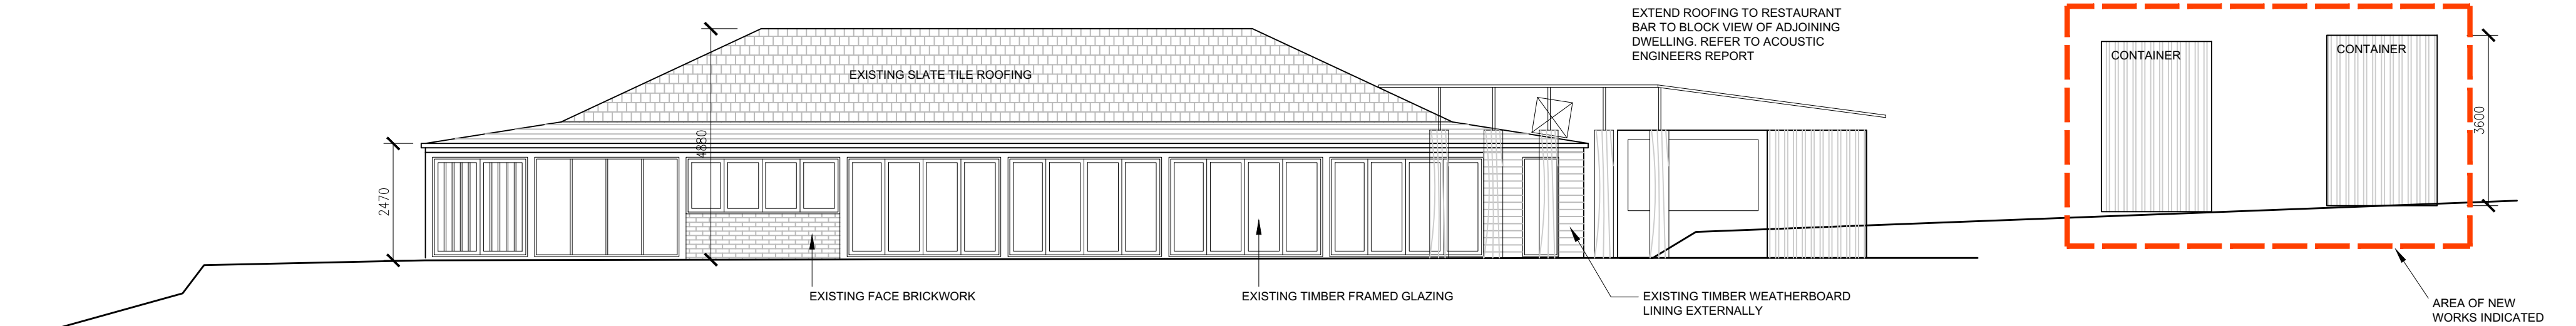 EXTEND ROOFING TO RESTAURANT
BAR TO BLOCK VIEW OF ADJOINING
DWELLING. REFER TO ACOUSTIC
ENGINEERS REPORT
EXISTING SLATE TILE ROOFING
CONTAINER
CONTAINER
4880
2470
3600
EXISTING FACE BRICKWORK
EXISTING TIMBER FRAMED GLAZING
EXISTING TIMBER WEATHERBOARD
LINING EXTERNALLY
AREA OF NEW
WORKS INDICATED